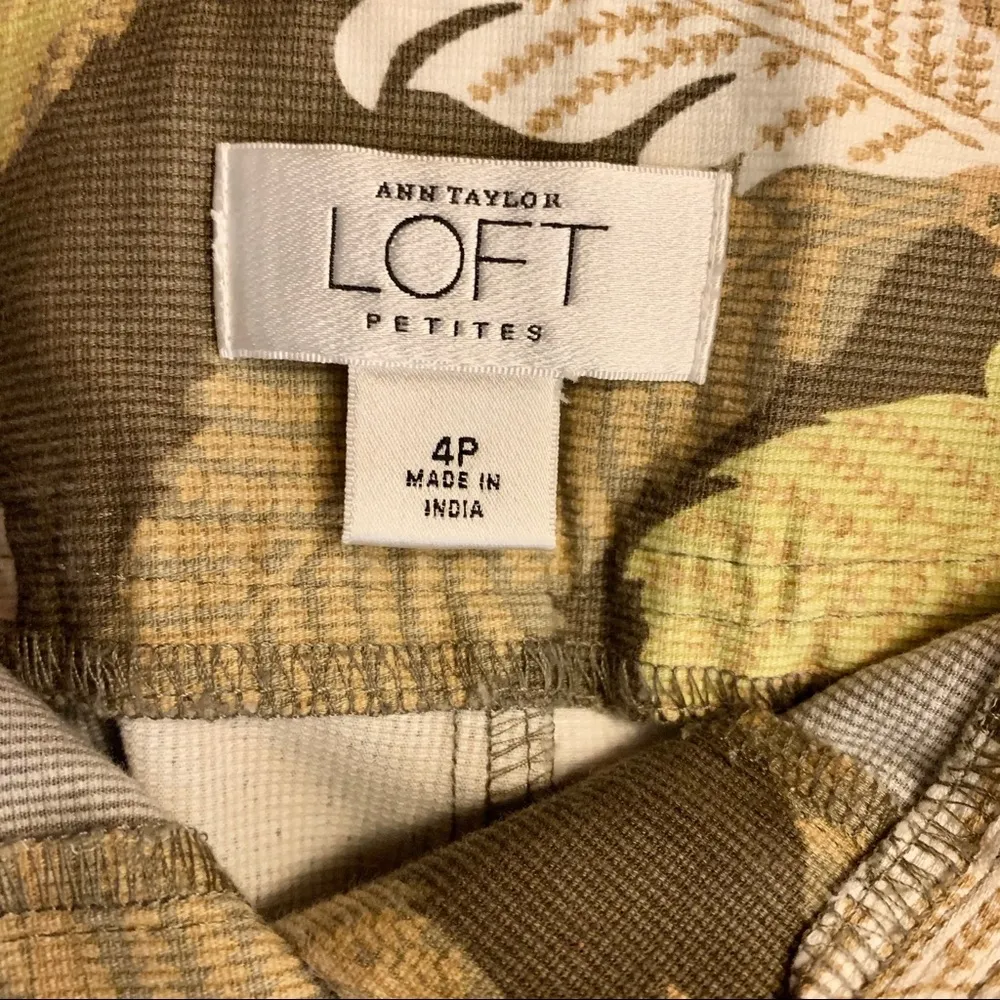 ANN TAYLOR
LOFT
PETITES
4P
MADE IN
INDIA